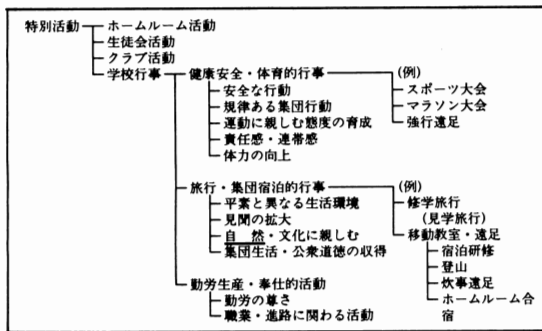 特別活動 ホームルーム活動
生徒会活動
クラブ活動
学校行事 健康安全・体育的行事 (例)
安全な行動 スポーツ大会
規律ある集団行動 マラソン大会
運動に親しむ態度の育成 強行遠足
責任感・連帯感
体力の向上
旅行・集団宿泊的行事 (例)
平素と異なる生活環境 修学旅行
見聞の拡大 (見学旅行)
自 然・文化に親しむ 移動教室・遠足
集団生活・公衆道徳の収得 宿泊研修
登山
勤労生産・奉仕的活動 炊事遠足
勤労の尊さ ホームルーム合
職業・進路に関わる活動 宿